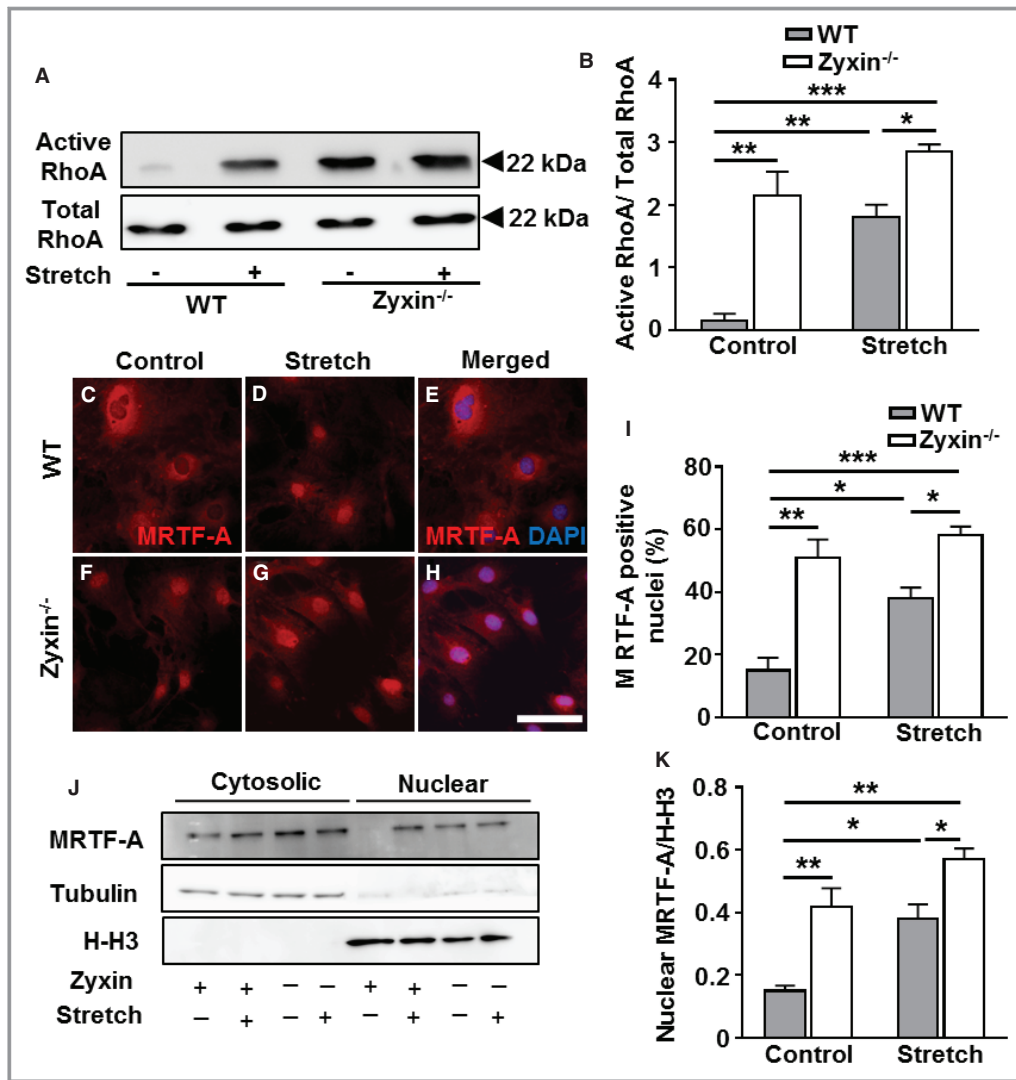 A
Active
RhoA
22 kDa
Total
RhoA
22 kDa
Stretch - + - +
WT Zyxin-/-
B
WT
Zyxin-/-
Active RhoA/ Total RhoA
4
3
2
1
0
***
** *
**
Control Stretch
Control Stretch Merged
WT
C D E
MRTF-A MRTF-A DAPI
Zyxin-/-
F G H
I
WT
Zyxin-/-
M RTF-A positive
nuclei (%)
80
60
40
20
0
***
*
** *
Control Stretch
J
Cytosolic Nuclear
MRTF-A
Tubulin
H-H3
Zyxin + + – – + + – –
Stretch – + – + – + – +
K
Nuclear MRTF-A/H-H3
0.8
0.6
0.4
0.2
0
**
* *
**
Control Stretch